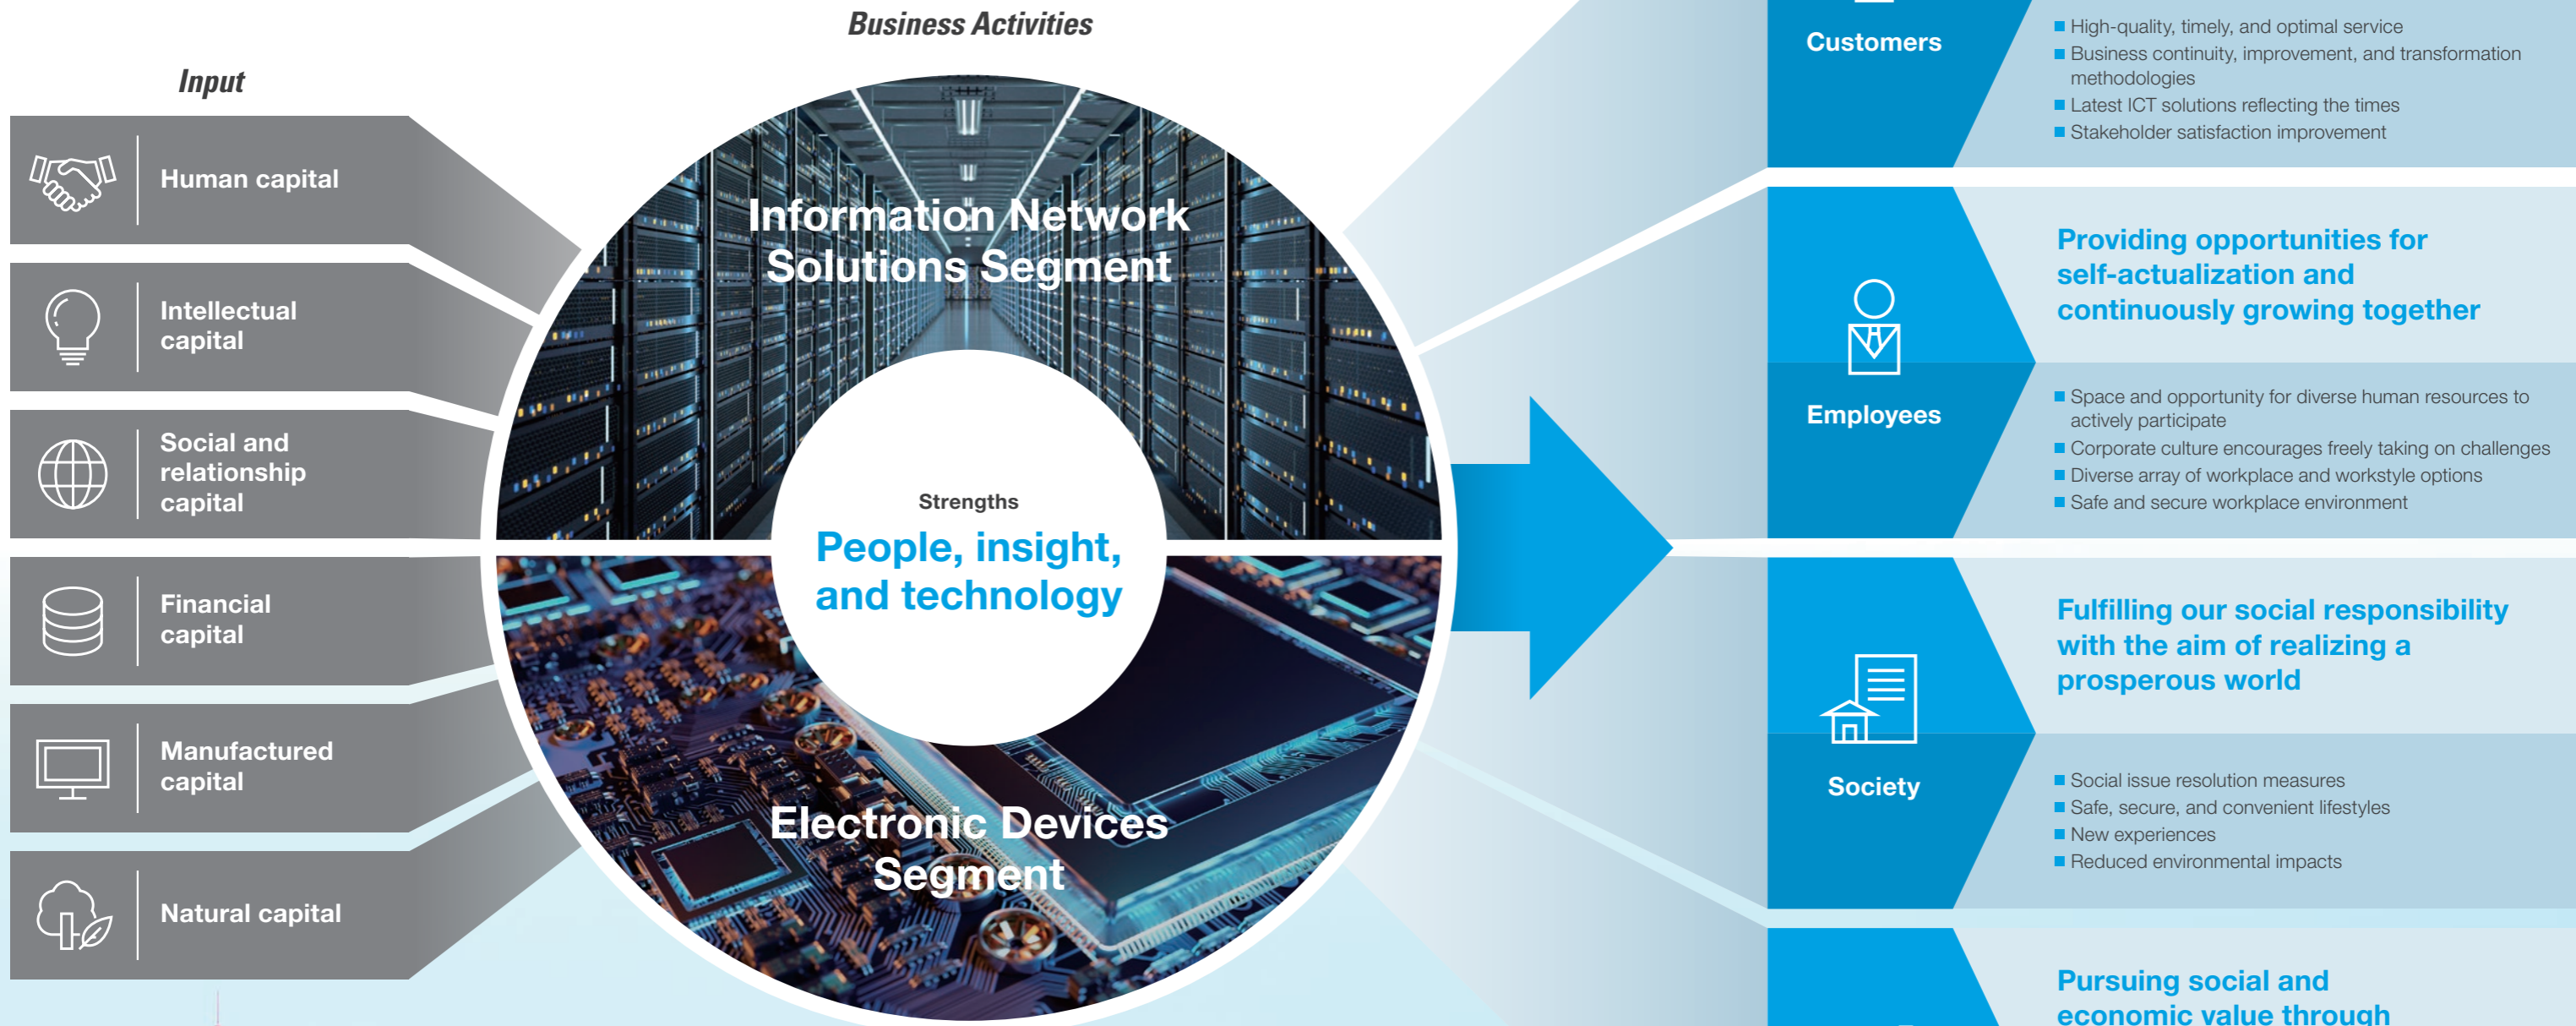 Business Activities
Input
Human capital
Intellectual
capital
Social and
relationship
capital
Financial
capital
Manufactured
capital
Natural capital
Information Network
Solutions Segment
Strengths
People, insight,
and technology
Electronic Devices
Segment
Customers
High-quality, timely, and optimal service
Business continuity, improvement, and transformation
methodologies
Latest ICT solutions reflecting the times
Stakeholder satisfaction improvement
Employees
Providing opportunities for
self-actualization and
continuously growing together
Space and opportunity for diverse human resources to
actively participate
Corporate culture encourages freely taking on challenges
Diverse array of workplace and workstyle options
Safe and secure workplace environment
Society
Fulfilling our social responsibility
with the aim of realizing a
prosperous world
Social issue resolution measures
Safe, secure, and convenient lifestyles
New experiences
Reduced environmental impacts
Pursuing social and
economic value through